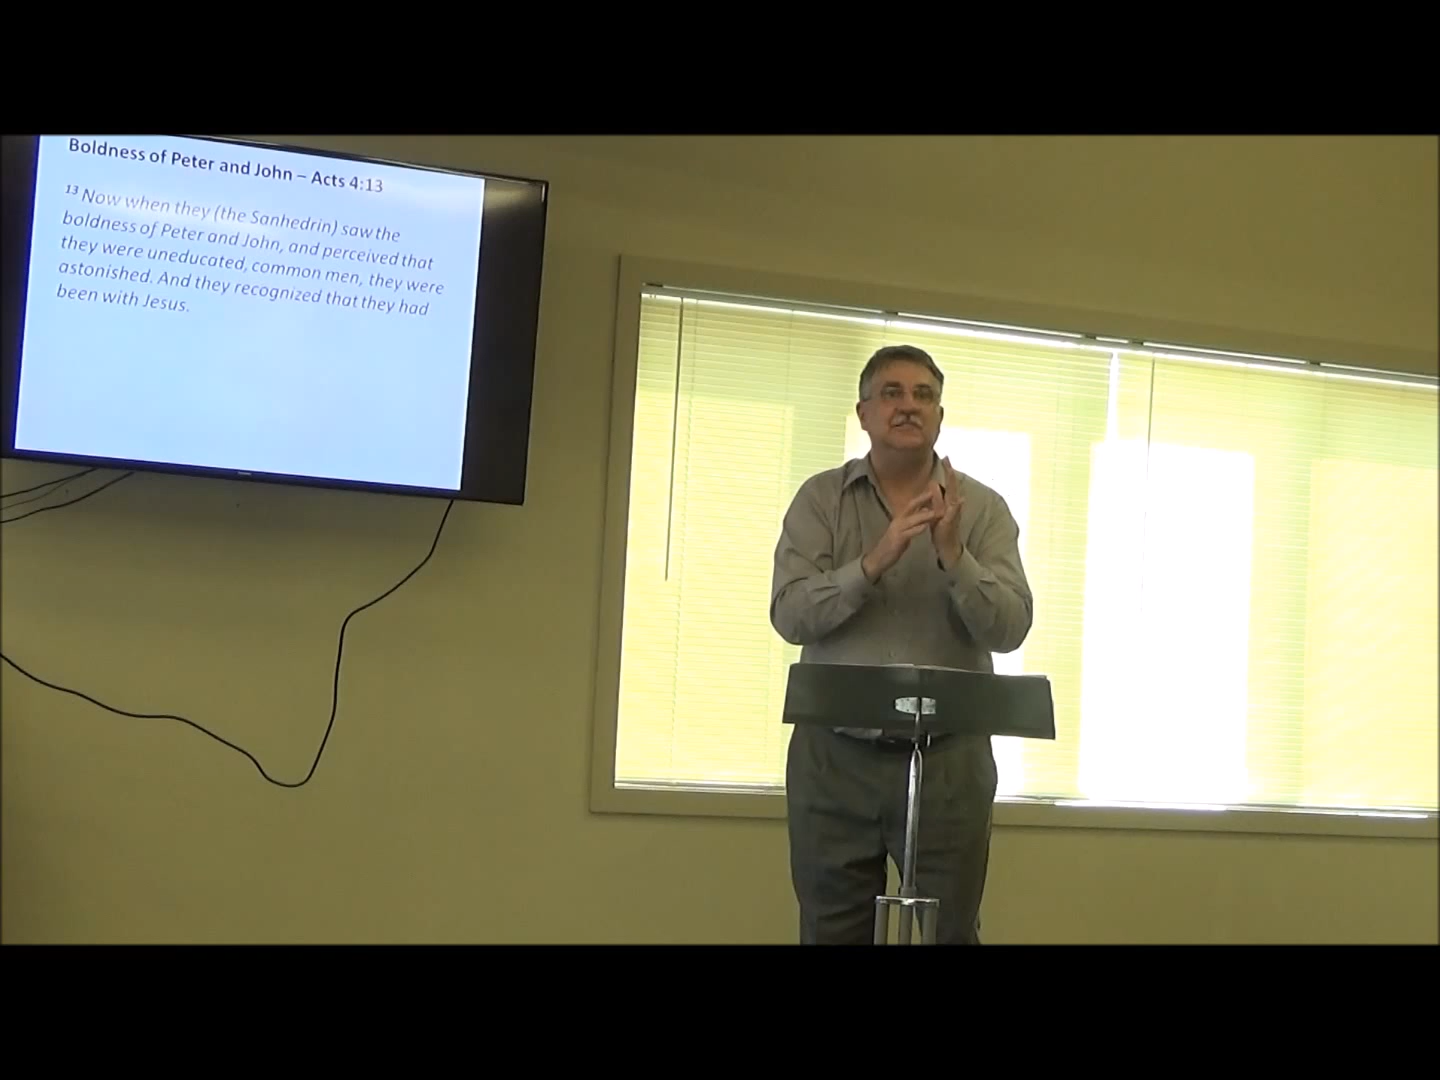 Boldness of Peter and John – Acts 4:13
13 Now when they (the Sanhedrin) saw the
boldness of Peter and John, and perceived that
they were uneducated, common men, they were
astonished. And they recognized that they had
been with Jesus.